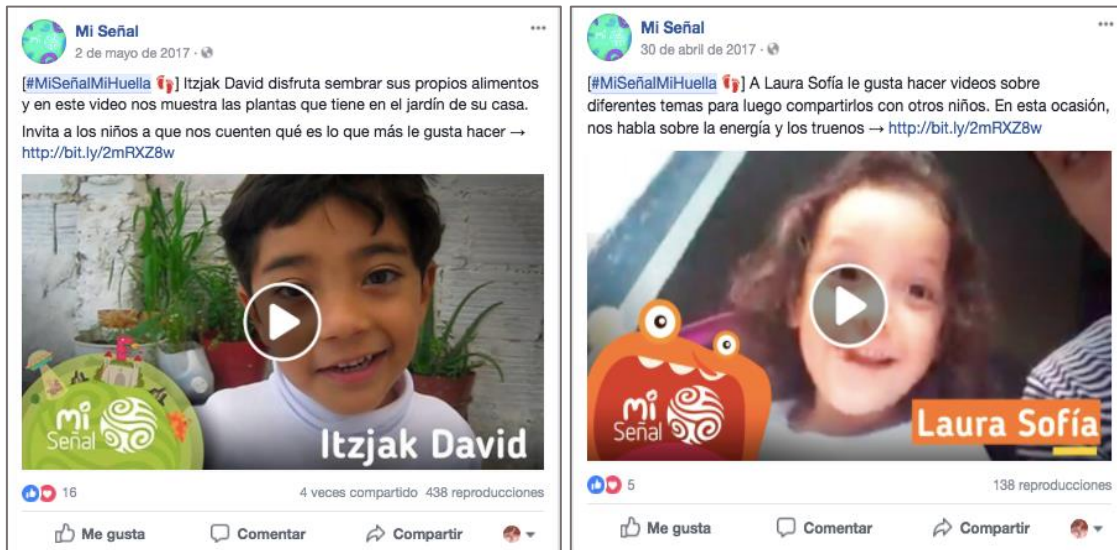 Mi Señal
2 de mayo de 2017
[#MiSeñalMiHuella 👣] Itzjak David disfruta sembrar sus propios alimentos
y en este video nos muestra las plantas que tiene en el jardín de su casa.
Invita a los niños a que nos cuenten qué es lo que más le gusta hacer →
http://bit.ly/2mRXZ8w
mi
Señal
Itzjak David
16
4 veces compartido 438 reproducciones
Me gusta Comentar Compartir
Mi Señal
30 de abril de 2017
[#MiSeñalMiHuella 👣] A Laura Sofía le gusta hacer videos sobre
diferentes temas para luego compartirlos con otros niños. En esta ocasión,
nos habla sobre la energía y los truenos → http://bit.ly/2mRXZ8w
mi
Señal
Laura Sofía
5
138 reproducciones
Me gusta Comentar Compartir